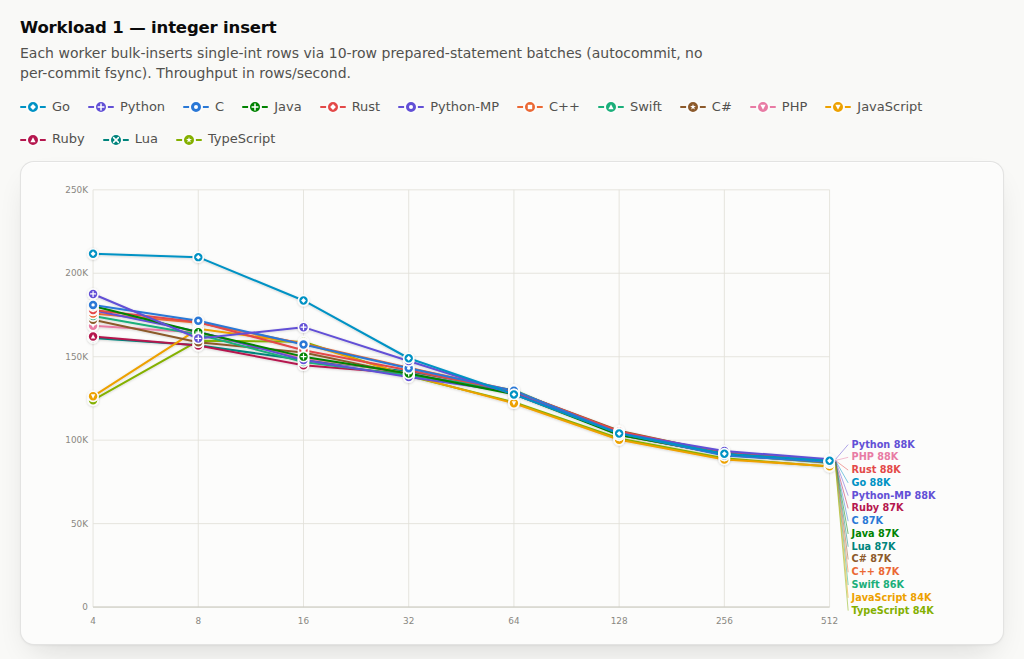 Workload 1 — integer insert
Each worker bulk-inserts single-int rows via 10-row prepared-statement batches (autocommit, no
per-commit fsync). Throughput in rows/second.
Go Python C Java Rust Python-MP C++ Swift C# PHP JavaScript
Ruby Lua TypeScript
250K
200K
150K
100K
50K
0
4 8 16 32 64 128 256 512
Python 88K
PHP 88K
Rust 88K
Go 88K
Python-MP 88K
Ruby 87K
C 87K
Java 87K
Lua 87K
C# 87K
C++ 87K
Swift 86K
JavaScript 84K
TypeScript 84K